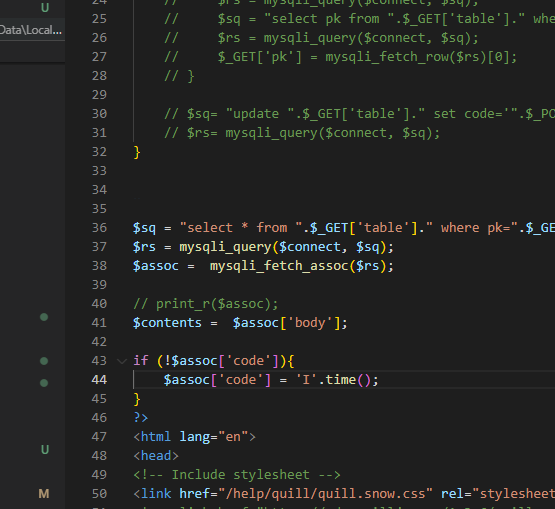 U
Data\Local...
U
M
24 // $rs = mysqli_query($connect, $sq);
25 // $sq = "select pk from ".$_GET['table']." whe
26 // $rs = mysqli_query($connect, $sq);
27 // $_GET['pk'] = mysqli_fetch_row($rs)[0];
28 // }
29
30 // $sq= "update ".$_GET['table']." set code='".$_PO
31 // $rs= mysqli_query($connect, $sq);
32 }
33
34
35
36 $sq = "select * from ".$_GET['table']." where pk=".$_GE
37 $rs = mysqli_query($connect, $sq);
38 $assoc = mysqli_fetch_assoc($rs);
39
40 // print_r($assoc);
41 $contents = $assoc['body'];
42
43 if (!$assoc['code']){
44 $assoc['code'] = 'I'.time();
45 }
46 ?>
47 <html lang="en">
48 <head>
49 <!-- Include stylesheet -->
50 <link href="/help/quill/quill.snow.css" rel="stylesheet